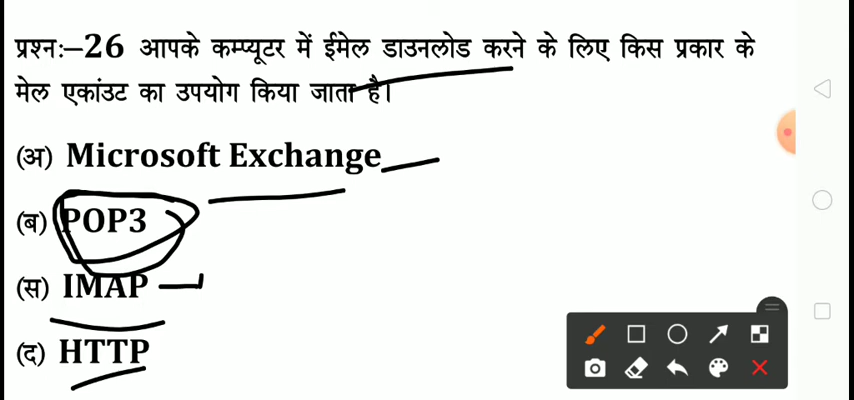 प्रश्नः–26 आपके कम्प्यूटर में ईमेल डाउनलोड करने के लिए किस प्रकार के
मेल एकांउट का उपयोग किया जाता है।
(अ) Microsoft Exchange
(ब) POP3
(स) IMAP
(द) HTTP